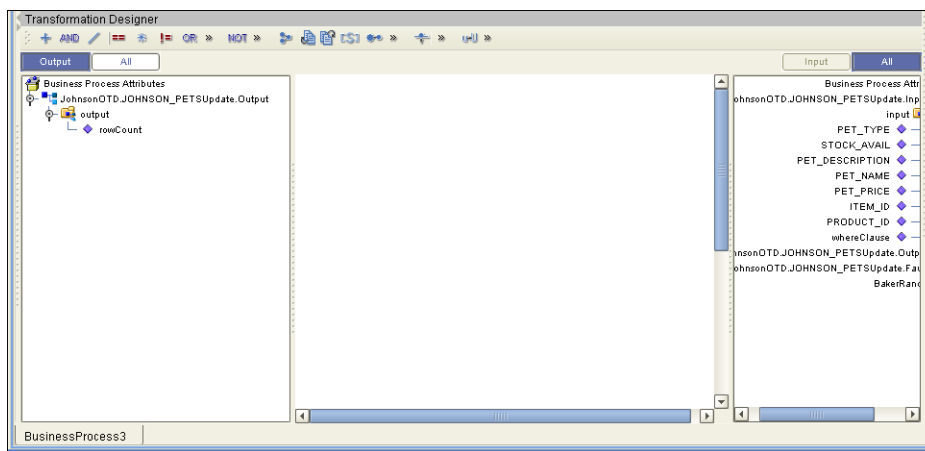 Transformation Designer
+ AND / == * != OR » NOT » [S] » » »
Output All Input All
Business Process Attributes
JohnsonOTD.JOHNSON_PETSUpdate.Output
output
rowCount
Business Process Attr
ohnsonOTD.JOHNSON_PETSUpdate.Inp
input
PET_TYPE
STOCK_AVAIL
PET_DESCRIPTION
PET_NAME
PET_PRICE
ITEM_ID
PRODUCT_ID
whereClause
nsonOTD.JOHNSON_PETSUpdate.Outp
ohnsonOTD.JOHNSON_PETSUpdate.Fau
BakerRand
BusinessProcess3